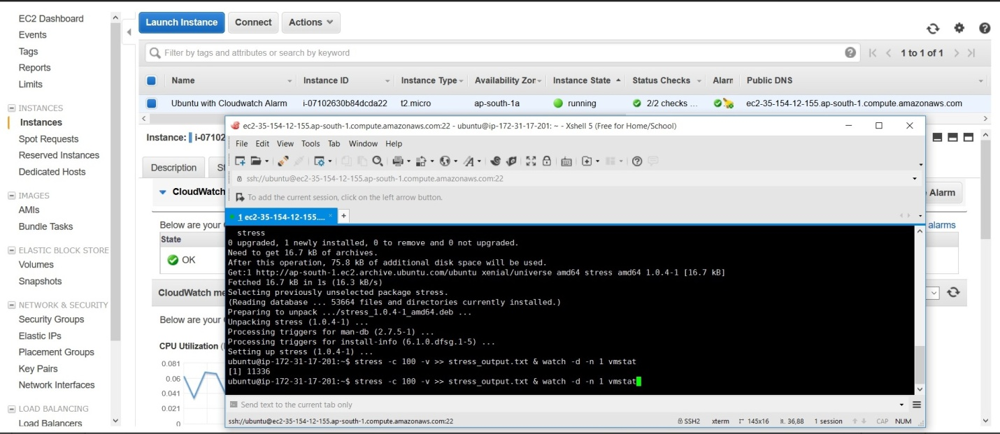 EC2 Dashboard
Events
Tags
Reports
Limits
INSTANCES
Instances
Spot Requests
Reserved Instances
Dedicated Hosts
IMAGES
AMIs
Bundle Tasks
ELASTIC BLOCK STORE
Volumes
Snapshots
NETWORK & SECURITY
Security Groups
Elastic IPs
Placement Groups
Key Pairs
Network Interfaces
LOAD BALANCING
Load Balancers
Launch Instance Connect Actions
Filter by tags and attributes or search by keyword 1 to 1 of 1
Name Instance ID Instance Type Availability Zor Instance State Status Checks Alarn Public DNS
Ubuntu with Cloudwatch Alarm i-07102630b84dcda22 t2.micro ap-south-1a running 2/2 checks ... ec2-35-154-12-155.ap-south-1.compute.amazonaws.com
Instance: i-0710
Description St
CloudWatch Alarm
Below are your alarms
State
OK
CloudWatch me
Below are your
CPU Utilization (
0.081
0.06
0.041
0.021
0
ec2-35-154-12-155.ap-south-1.compute.amazonaws.com:22 - ubuntu@ip-172-31-17-201: ~ - Xshell 5 (Free for Home/School)
File Edit View Tools Tab Window Help
ssh://ubuntu@ec2-35-154-12-155.ap-south-1.compute.amazonaws.com:22
To add the current session, click on the left arrow button.
1 ec2-35-154-12-155.... × +
stress
0 upgraded, 1 newly installed, 0 to remove and 0 not upgraded.
Need to get 16.7 kB of archives.
After this operation, 75.8 kB of additional disk space will be used.
Get:1 http://ap-south-1.ec2.archive.ubuntu.com/ubuntu xenial/universe amd64 stress amd64 1.0.4-1 [16.7 kB]
Fetched 16.7 kB in 1s (16.3 kB/s)
Selecting previously unselected package stress.
(Reading database ... 53664 files and directories currently installed.)
Preparing to unpack .../stress_1.0.4-1_amd64.deb ...
Unpacking stress (1.0.4-1) ...
Processing triggers for man-db (2.7.5-1) ...
Processing triggers for install-info (6.1.0.dfsg.1-5) ...
Setting up stress (1.0.4-1) ...
ubuntu@ip-172-31-17-201:~$ stress -c 100 -v >> stress_output.txt & watch -d -n 1 vmstat
[1] 11336
ubuntu@ip-172-31-17-201:~$ stress -c 100 -v >> stress_output.txt & watch -d -n 1 vmstat
Send text to the current tab only
ssh://ubuntu@ec2-35-154-12-155.ap-south-1.compute.amazonaws.com:22 SSH2 xterm 145x16 36,88 1 session CAP NUM